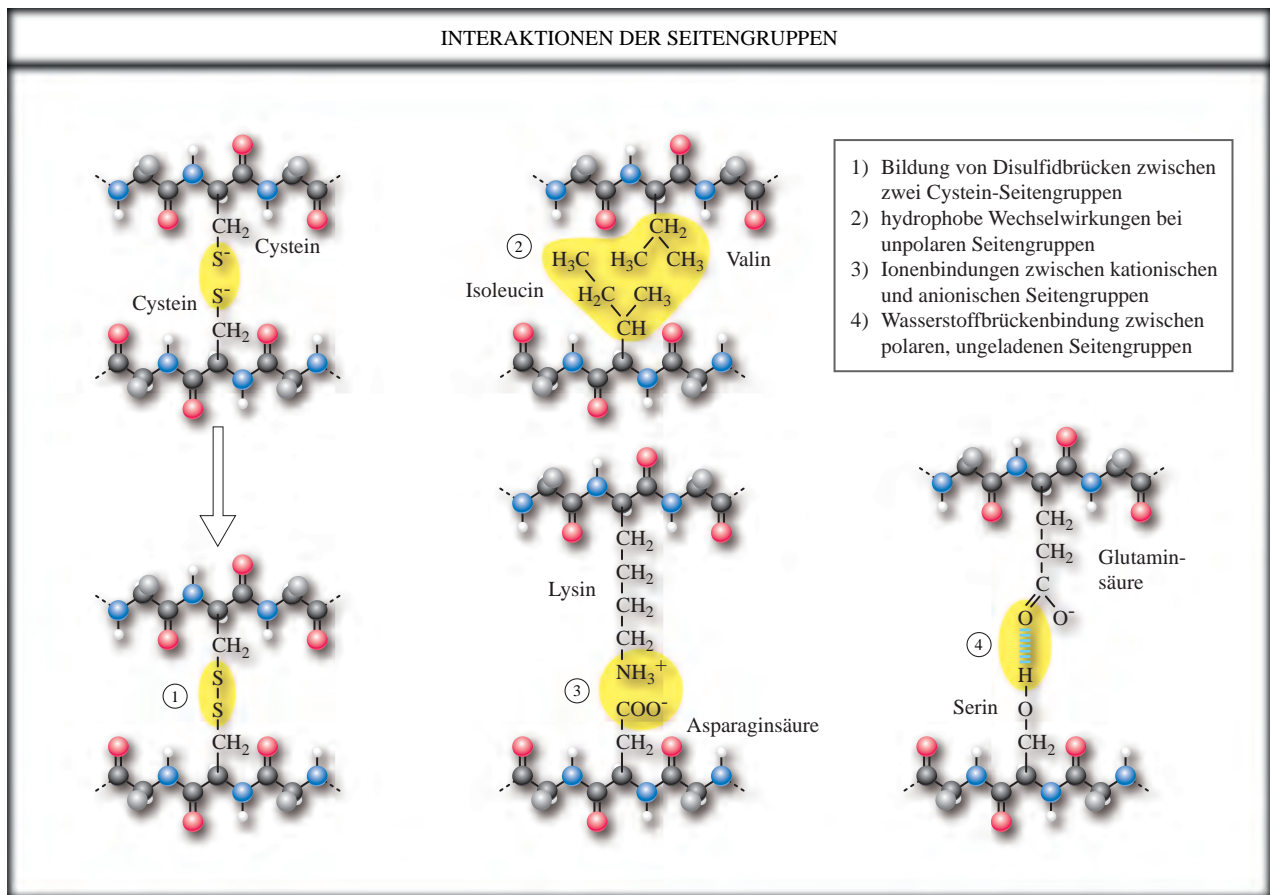 INTERAKTIONEN DER SEITENGRUPPEN
CH2
Cystein
S-
S-
Cystein
CH2
CH2
S
1
S
CH2
2
CH2
H3C
H3C
CH3
Valin
Isoleucin
H2C
CH3
CH
CH2
Lysin
CH2
CH2
CH2
NH3+
3
COO-
Asparaginsäure
CH2
1) Bildung von Disulfidbrücken zwischen
zwei Cystein-Seitengruppen
2) hydrophobe Wechselwirkungen bei
unpolaren Seitengruppen
3) Ionenbindungen zwischen kationischen
und anionischen Seitengruppen
4) Wasserstoffbrückenbindung zwischen
polaren, ungeladenen Seitengruppen
CH2
CH2
Glutamin-
säure
C
O
O-
4
H
Serin
O
CH2